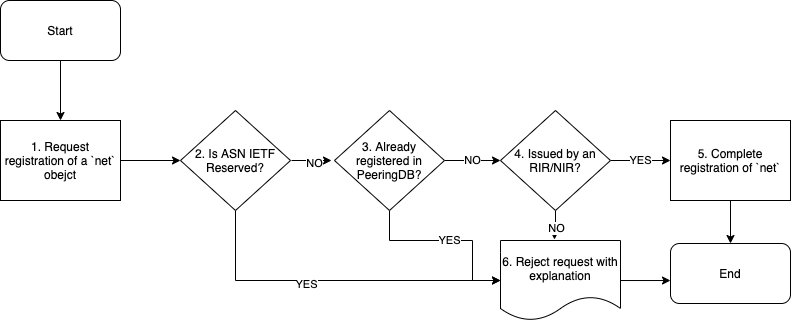 Start
1. Request
registration of a `net`
obejct
2. Is ASN IETF
Reserved?
NO
3. Already
registered in
PeeringDB?
NO
4. Issued by an
RIR/NIR?
YES
5. Complete
registration of `net`
YES
YES
NO
6. Reject request with
explanation
End